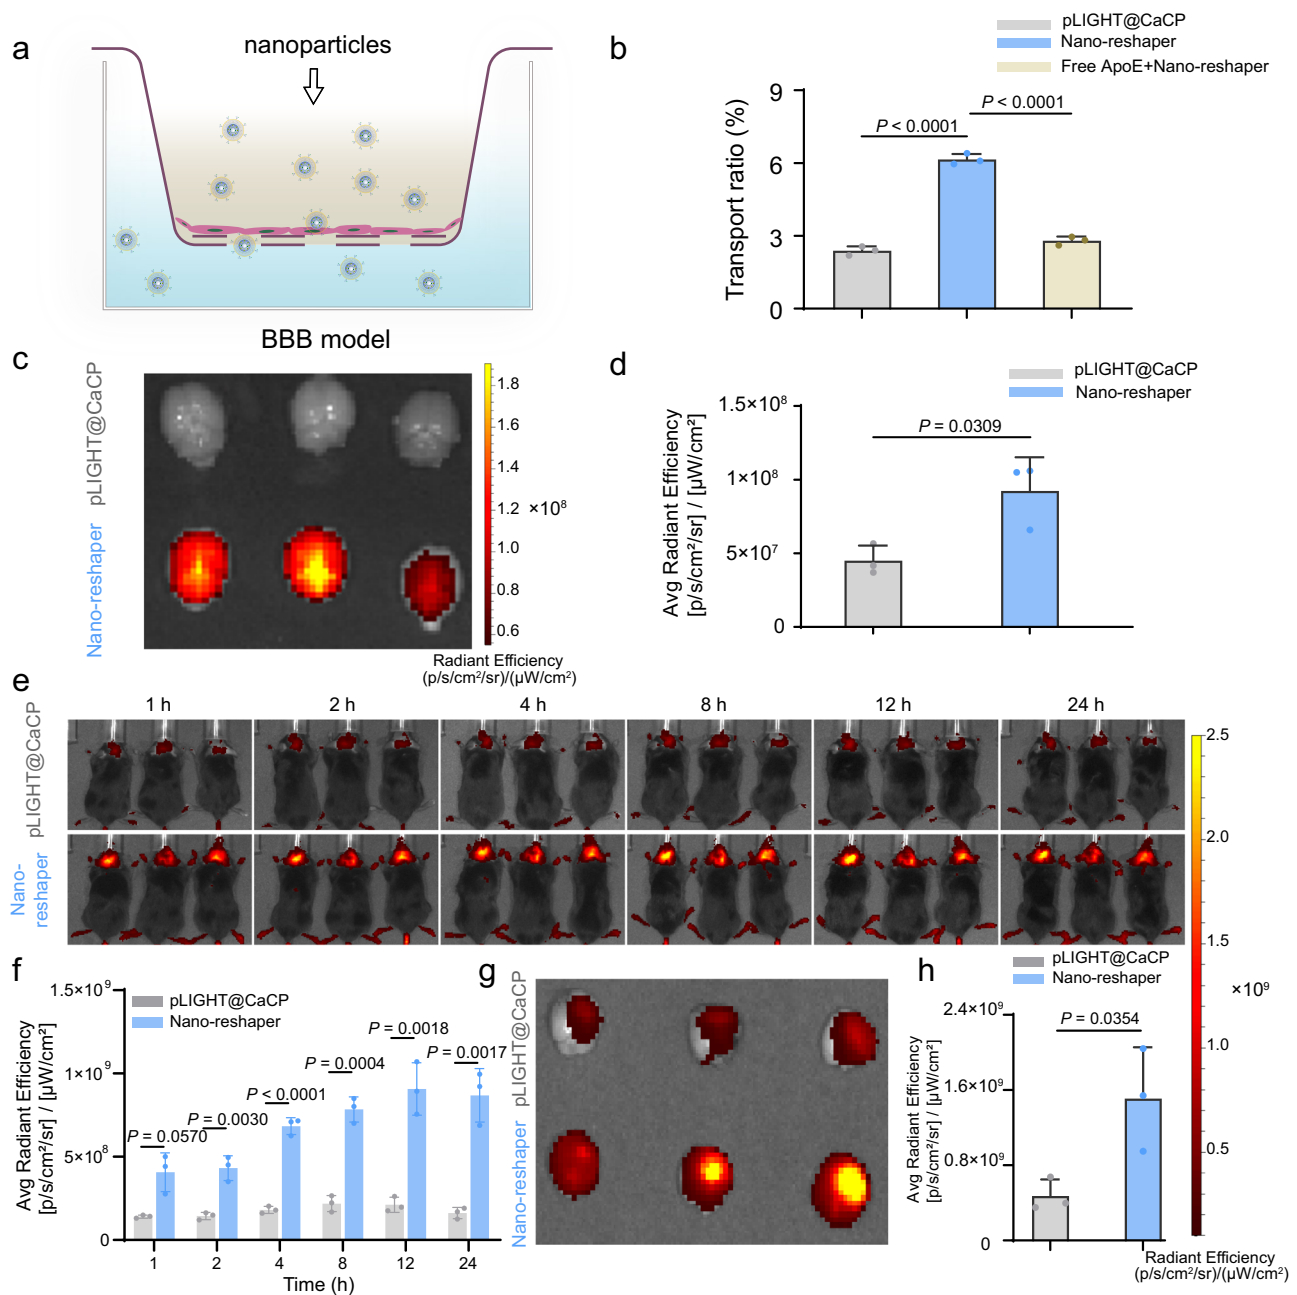 a
nanoparticles
BBB model
b
pLIGHT@CaCP
Nano-reshaper
Free ApoE+Nano-reshaper
Transport ratio (%)
9
6
3
0
P < 0.0001
P < 0.0001
c
pLIGHT@CaCP
Nano-reshaper
1.8
1.6
1.4
1.2
1.0
0.8
0.6
×10⁸
Radiant Efficiency
(p/s/cm²/sr)/(µW/cm²)
d
pLIGHT@CaCP
Nano-reshaper
Avg Radiant Efficiency
[p/s/cm²/sr] / [µW/cm²]
1.5×10⁸
1×10⁸
5×10⁷
0
P = 0.0309
e
1 h
2 h
4 h
8 h
12 h
24 h
pLIGHT@CaCP
Nano-
reshaper
2.5
2.0
1.5
1.0
0.5
×10⁹
Radiant Efficiency
(p/s/cm²/sr)/(µW/cm²)
f
pLIGHT@CaCP
Nano-reshaper
Avg Radiant Efficiency
[p/s/cm²/sr] / [µW/cm²]
1.5×10⁹
1×10⁹
5×10⁸
0
P = 0.0570
P = 0.0030
P < 0.0001
P = 0.0004
P = 0.0018
P = 0.0017
1
2
4
8
12
24
Time (h)
g
pLIGHT@CaCP
Nano-reshaper
h
pLIGHT@CaCP
Nano-reshaper
Avg Radiant Efficiency
[p/s/cm²/sr] / [µW/cm²]
2.4×10⁹
1.6×10⁹
0.8×10⁹
0
P = 0.0354